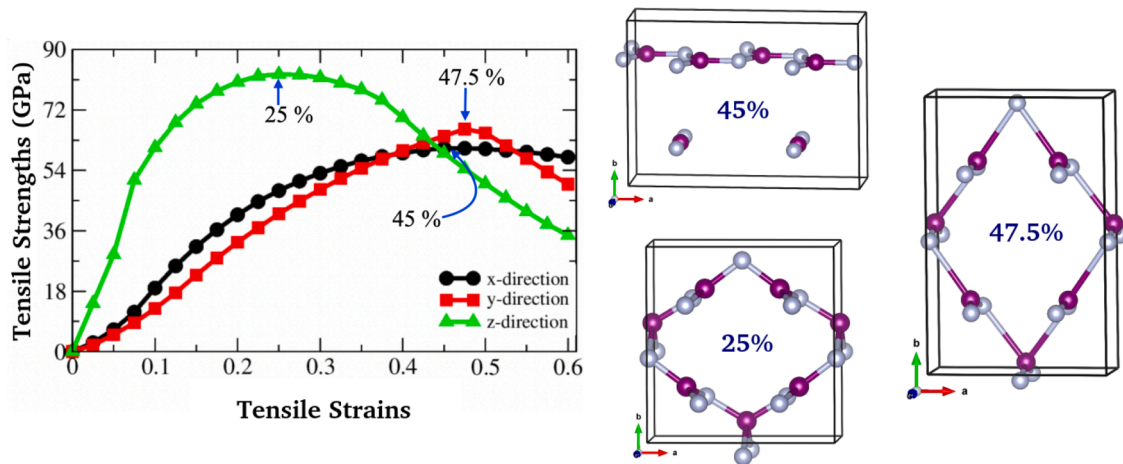 Tensile Strengths (GPa)
90
72
54
36
18
0
0
0.1
0.2
0.3
0.4
0.5
0.6
Tensile Strains
25 %
47.5 %
45 %
x-direction
y-direction
z-direction
45%
b
a
25%
b
a
47.5%
b
a